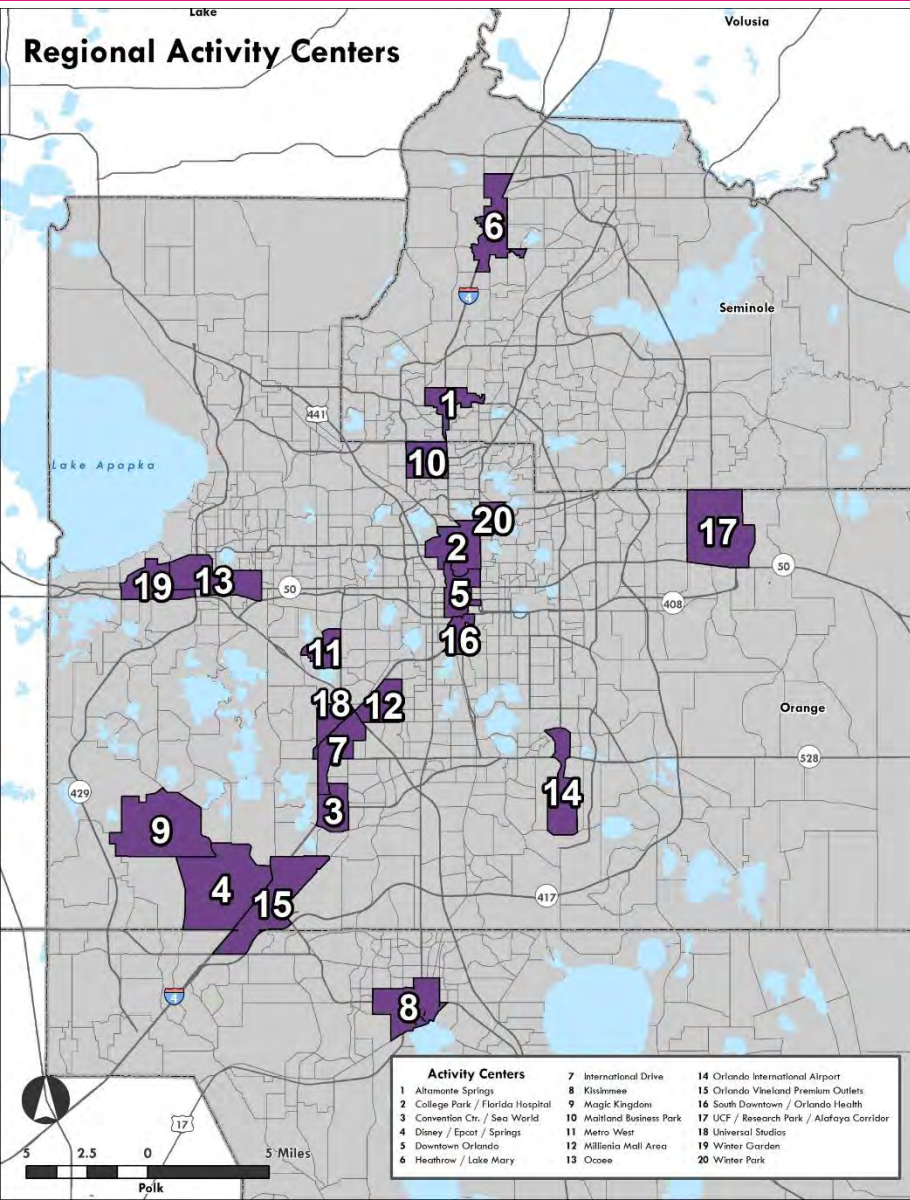 Lake
Volusia
Regional Activity Centers
6
4
Seminole
1
441
10
Lake Apopka
20
17
2
50
19
13
50
5
408
16
11
18
12
Orange
7
528
429
14
3
9
4
15
417
4
8
17
5 2.5 0 5 Miles
Polk
Activity Centers
1 Altamonte Springs
2 College Park / Florida Hospital
3 Convention Ctr. / Sea World
4 Disney / Epcot / Springs
5 Downtown Orlando
6 Heathrow / Lake Mary
7 International Drive
8 Kissimmee
9 Magic Kingdom
10 Maitland Business Park
11 Metro West
12 Millienia Mall Area
13 Ocoee
14 Orlando International Airport
15 Orlando Vineland Premium Outlets
16 South Downtown / Orlando Health
17 UCF / Research Park / Alafaya Corridor
18 Universal Studios
19 Winter Garden
20 Winter Park